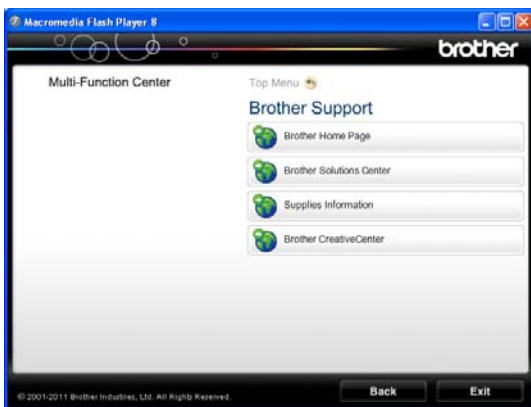 Macromedia Flash Player 8
brother
Multi-Function Center
Top Menu
Brother Support
Brother Home Page
Brother Solutions Center
Supplies Information
Brother CreativeCenter
© 2001-2011 Brother Industries, Ltd. All Rights Reserved.
Back
Exit